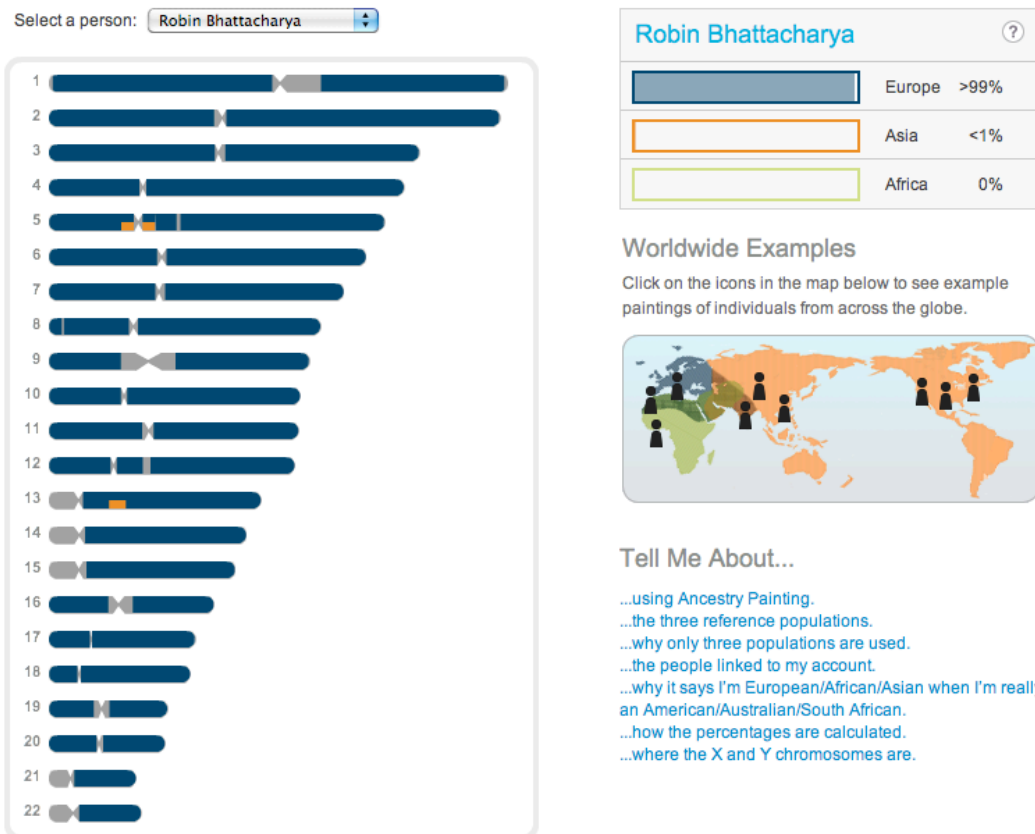 Select a person: Robin Bhattacharya
1
2
3
4
5
6
7
8
9
10
11
12
13
14
15
16
17
18
19
20
21
22
Robin Bhattacharya ?
Europe >99%
Asia <1%
Africa 0%
Worldwide Examples
Click on the icons in the map below to see example
paintings of individuals from across the globe.
Tell Me About...
...using Ancestry Painting.
...the three reference populations.
...why only three populations are used.
...the people linked to my account.
...why it says I'm European/African/Asian when I'm really
an American/Australian/South African.
...how the percentages are calculated.
...where the X and Y chromosomes are.